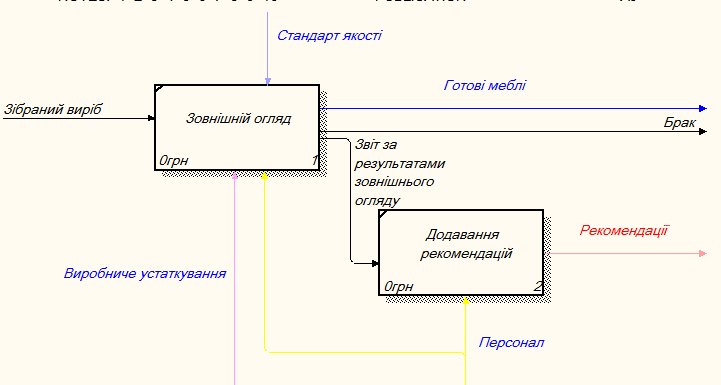 Стандарт якості
Готові меблі
Зібраний виріб
Зовнішній огляд
Брак
0грн
1
Звіт за
результатами
зовнішнього
огляду
Додавання
рекомендацій
Рекомендації
Виробниче устаткування
0грн
2
Персонал